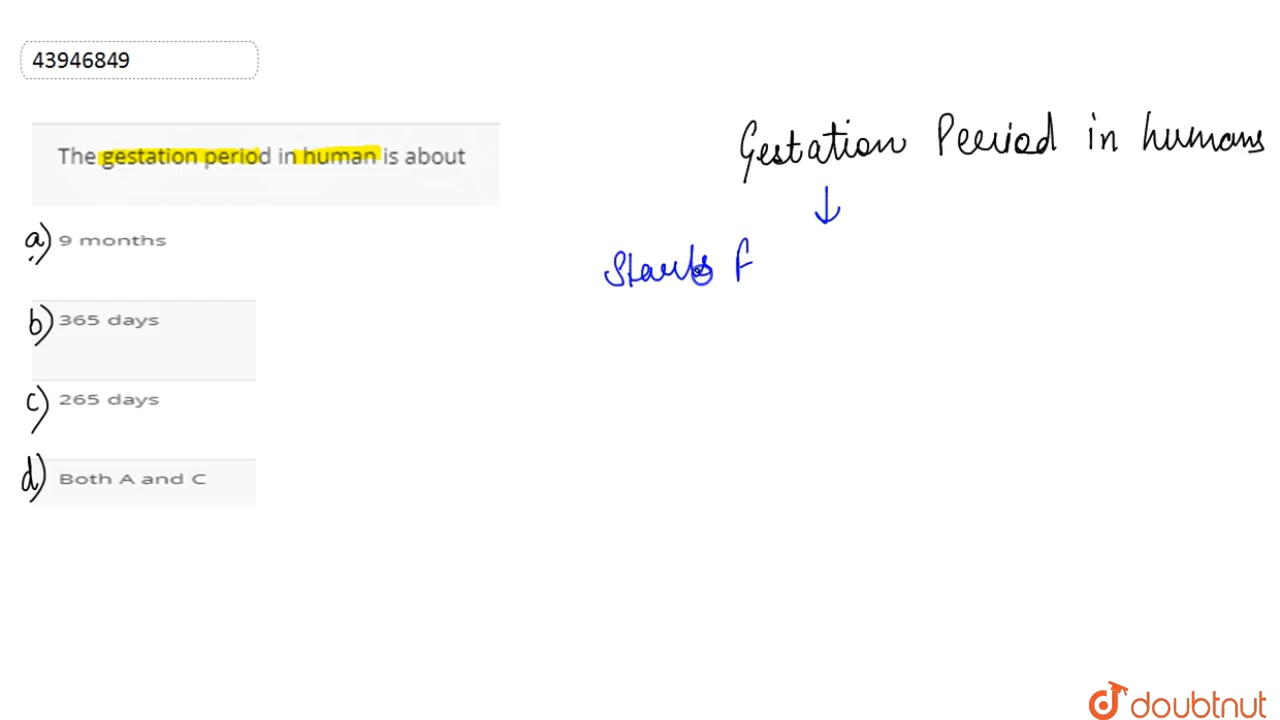 43946849
The gestation period in human is about
Gestation Period in humans
↓
Starts f
a) 9 months
b) 365 days
c) 265 days
d) Both A and C
doubtnut